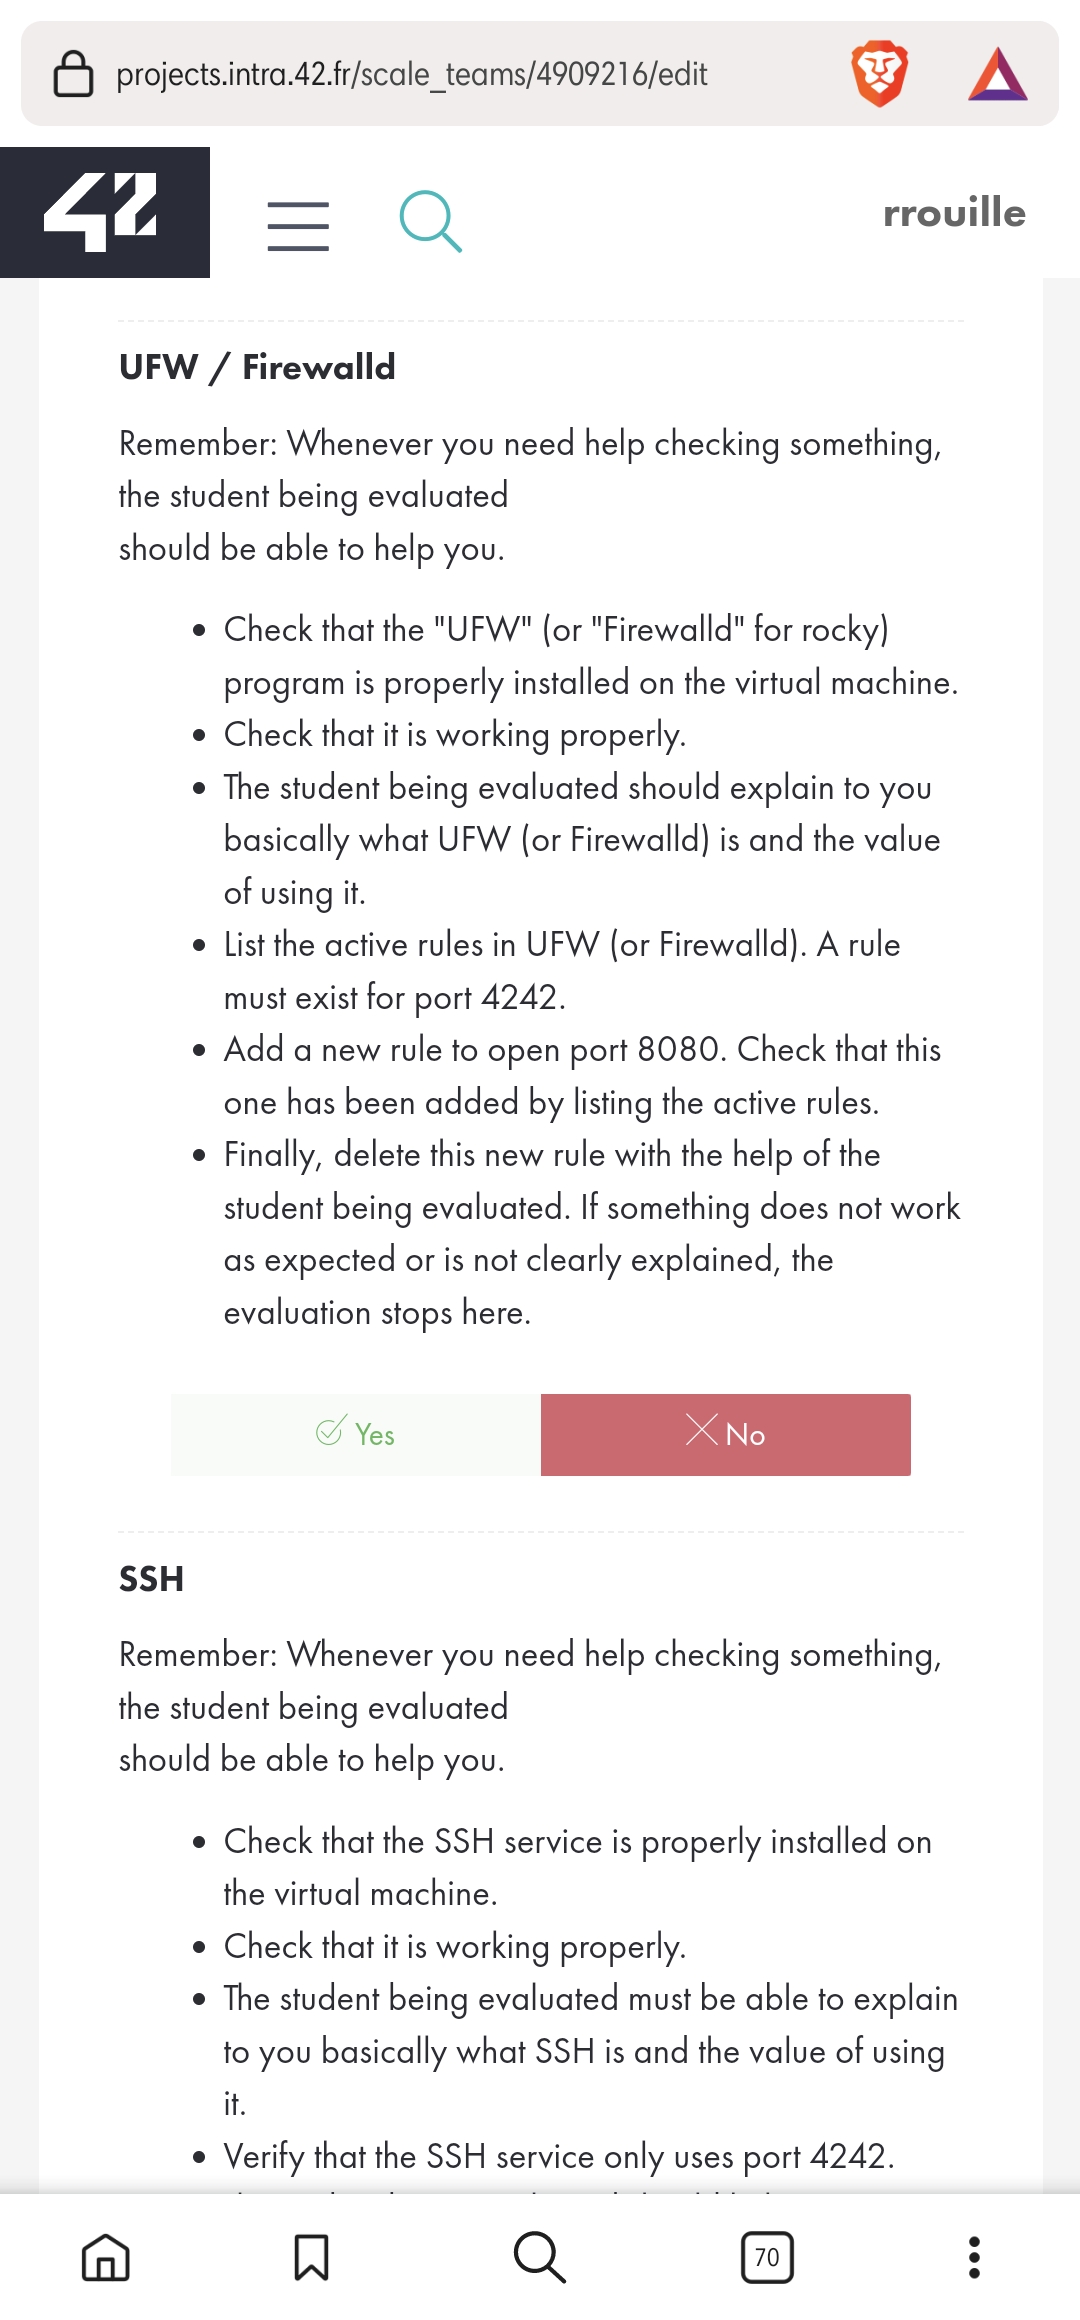 projects.intra.42.fr/scale_teams/4909216/edit
42
rrouille
UFW / Firewalld
Remember: Whenever you need help checking something,
the student being evaluated
should be able to help you.
• Check that the "UFW" (or "Firewalld" for rocky)
program is properly installed on the virtual machine.
• Check that it is working properly.
• The student being evaluated should explain to you
basically what UFW (or Firewalld) is and the value
of using it.
• List the active rules in UFW (or Firewalld). A rule
must exist for port 4242.
• Add a new rule to open port 8080. Check that this
one has been added by listing the active rules.
• Finally, delete this new rule with the help of the
student being evaluated. If something does not work
as expected or is not clearly explained, the
evaluation stops here.
Yes
No
SSH
Remember: Whenever you need help checking something,
the student being evaluated
should be able to help you.
• Check that the SSH service is properly installed on
the virtual machine.
• Check that it is working properly.
• The student being evaluated must be able to explain
to you basically what SSH is and the value of using
it.
• Verify that the SSH service only uses port 4242.
70